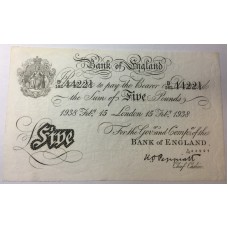 Bank of England
to pay the Bearer on Demand
the Sum of Five Pounds
1938 Feb. 15 London 15 Feb. 1938
For the Gov. and Comp. of the
BANK OF ENGLAND
Five
Chief Cashier